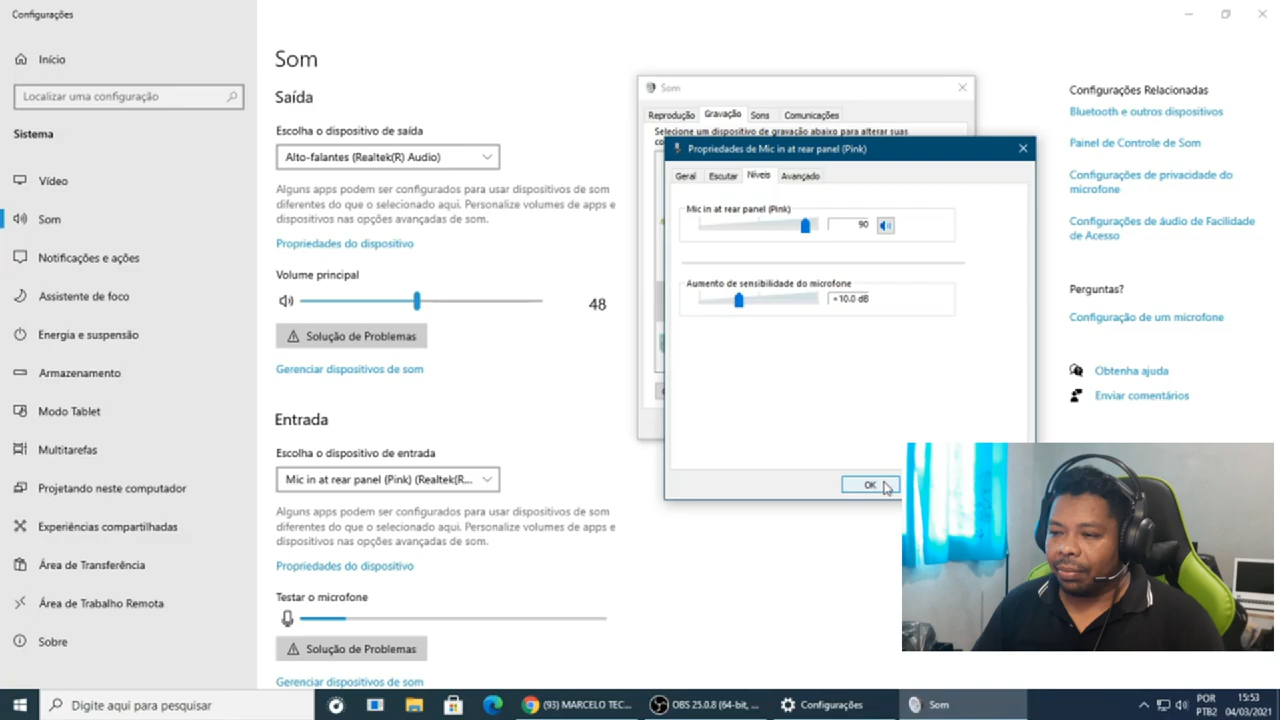 Configurações
Início
Localizar uma configuração
Sistema
Vídeo
Som
Notificações e ações
Assistente de foco
Energia e suspensão
Armazenamento
Modo Tablet
Multitarefas
Projetando neste computador
Experiências compartilhadas
Área de Transferência
Área de Trabalho Remota
Sobre
Som
Saída
Escolha o dispositivo de saída
Alto-falantes (Realtek(R) Audio)
Alguns apps podem ser configurados para usar dispositivos de som
diferentes do que o selecionado aqui. Personalize volumes de apps e
dispositivos nas opções avançadas de som.
Propriedades do dispositivo
Volume principal
48
Solução de Problemas
Gerenciar dispositivos de som
Entrada
Escolha o dispositivo de entrada
Mic in at rear panel (Pink) (Realtek(R...
Alguns apps podem ser configurados para usar dispositivos de som
diferentes do que o selecionado aqui. Personalize volumes de apps e
dispositivos nas opções avançadas de som.
Propriedades do dispositivo
Testar o microfone
Solução de Problemas
Gerenciar dispositivos de som
Som
Reprodução Gravação Sons Comunicações
Selecione um dispositivo de gravação abaixo para alterar suas
Propriedades de Mic in at rear panel (Pink)
Geral Escutar Níveis Avançado
Mic in at rear panel (Pink)
90
Aumento de sensibilidade do microfone
+10.0 dB
OK
Configurações Relacionadas
Bluetooth e outros dispositivos
Painel de Controle de Som
Configurações de privacidade do
microfone
Configurações de áudio de Facilidade
de Acesso
Perguntas?
Configuração de um microfone
Obtenha ajuda
Enviar comentários
Digite aqui para pesquisar
(93) MARCELO TEC...
OBS 25.0.8 (64-bit, ...
Configurações
Som
POR
PTB2
15:53
04/03/2021